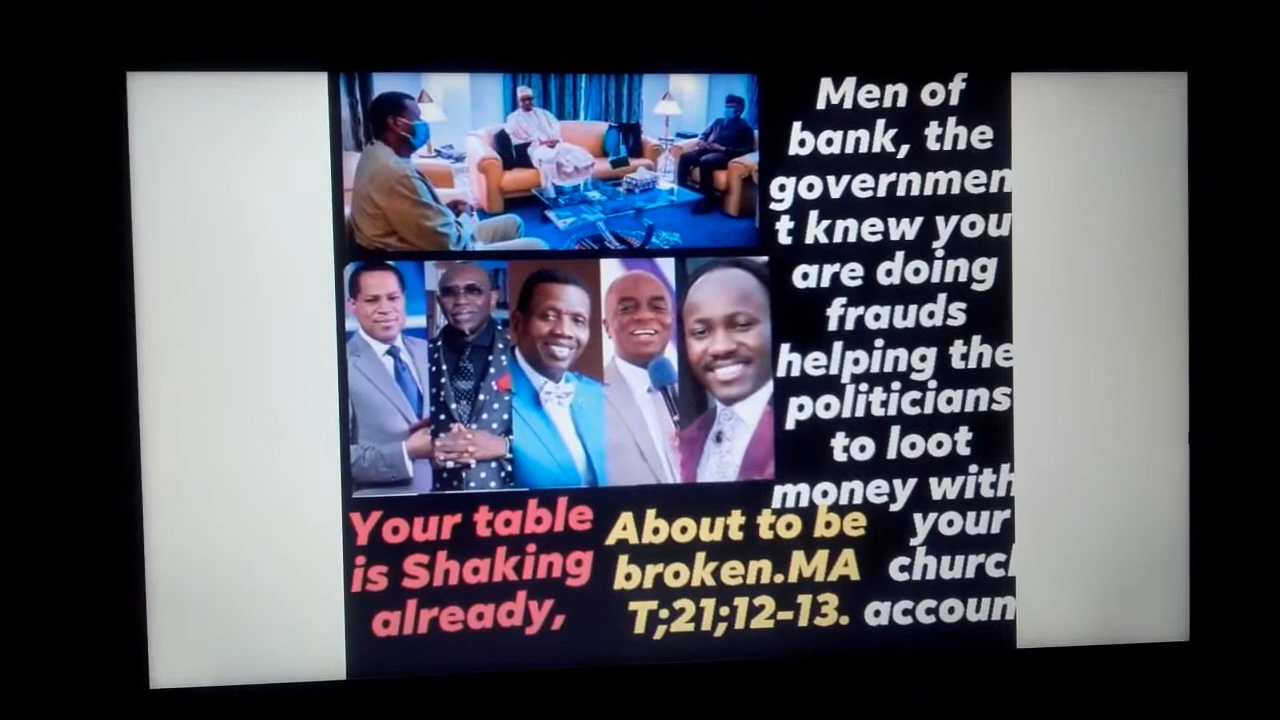 Men of
bank, the
governmen
t knew you
are doing
frauds
helping the
politicians
to loot
money with
your
churc
accoun
Your table
is Shaking
already,
About to be
broken.MA
T;21;12-13.